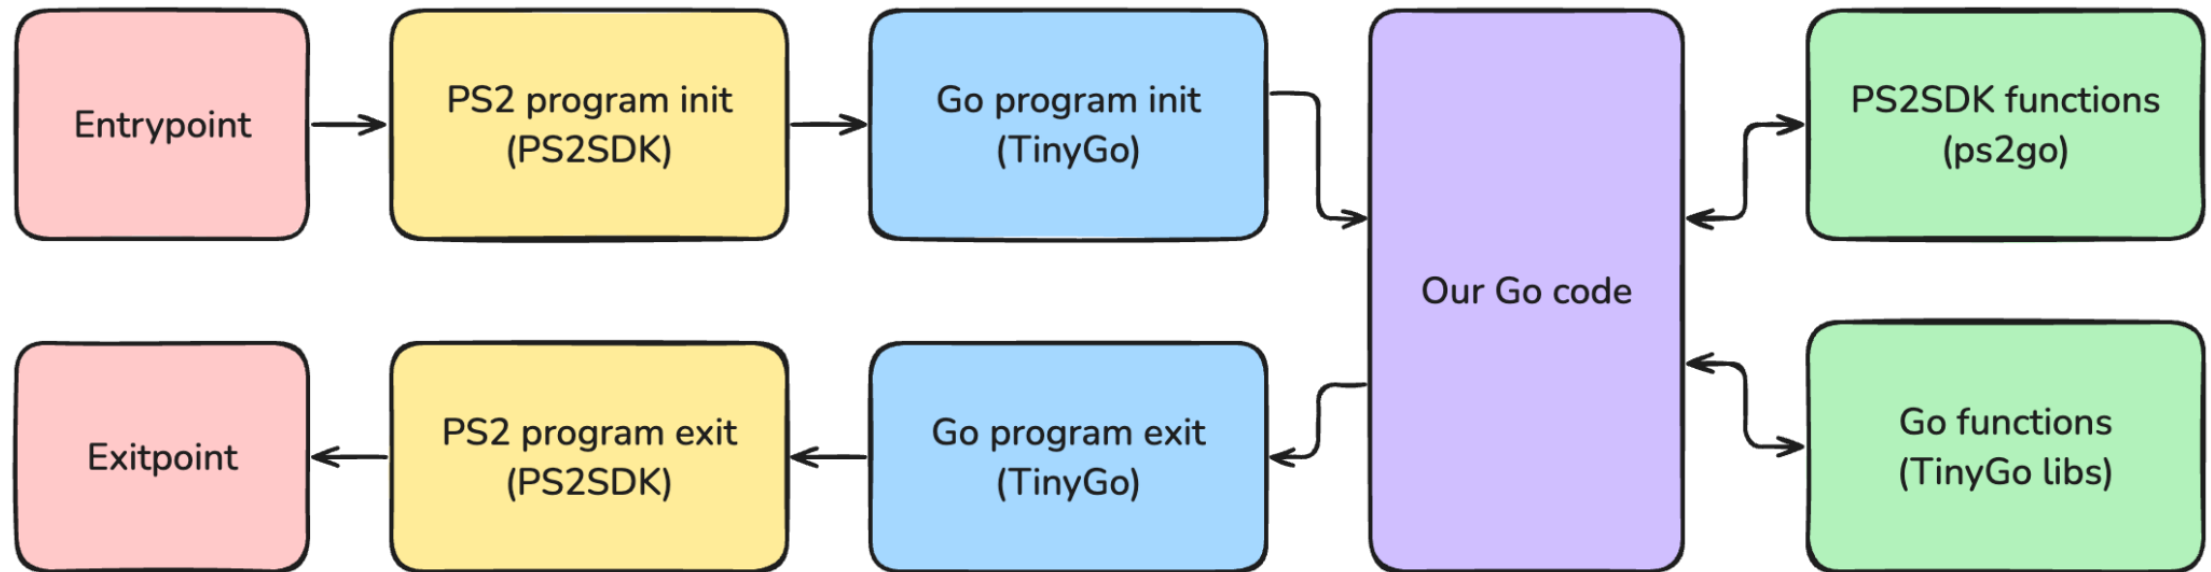 Entrypoint
PS2 program init
(PS2SDK)
Go program init
(TinyGo)
Our Go code
PS2SDK functions
(ps2go)
Exitpoint
PS2 program exit
(PS2SDK)
Go program exit
(TinyGo)
Go functions
(TinyGo libs)